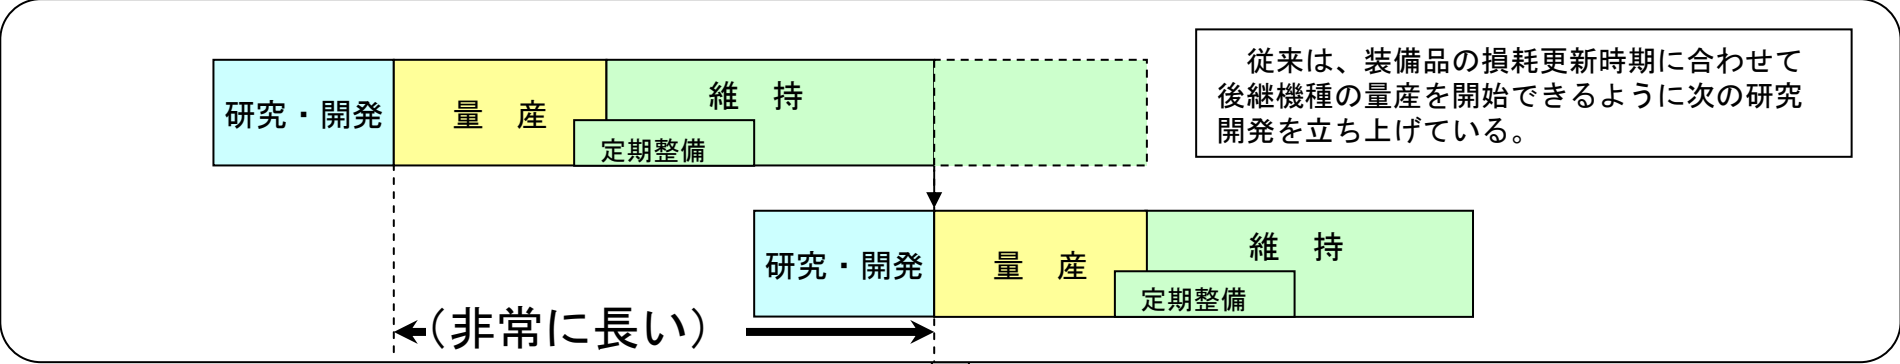 研究・開発
量　産
維　持
定期整備
　従来は、装備品の損耗更新時期に合わせて
後継機種の量産を開始できるように次の研究
開発を立ち上げている。
研究・開発
量　産
維　持
定期整備
（非常に長い）